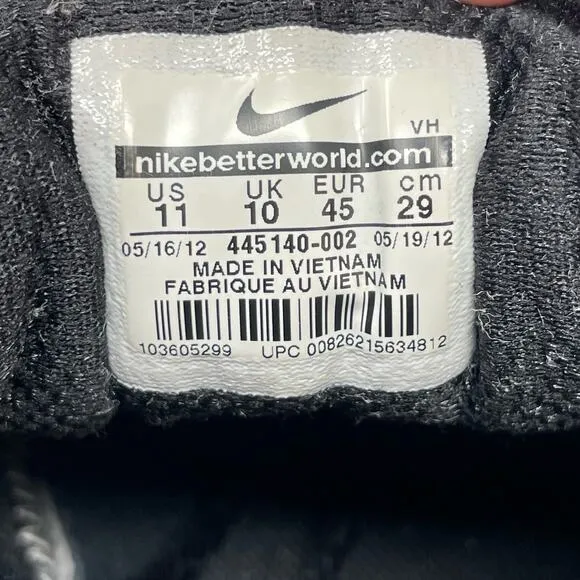 VH
nikebetterworld.com
US UK EUR cm
11 10 45 29
05/16/12 445140-002 05/19/12
MADE IN VIETNAM
FABRIQUE AU VIETNAM
103605299 UPC 00826215634812